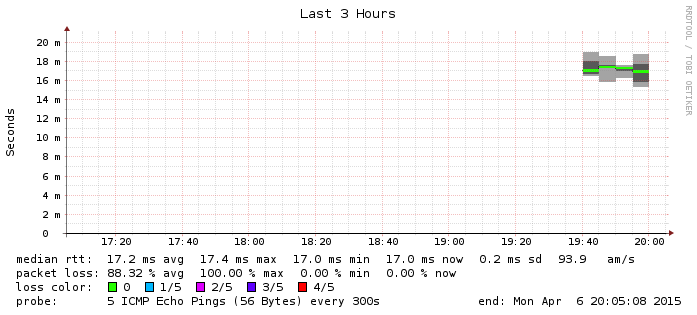 Last 3 Hours
RRDTOOL / TOBI OETIKER
Seconds
20 m
18 m
16 m
14 m
12 m
10 m
8 m
6 m
4 m
2 m
0
17:20 17:40 18:00 18:20 18:40 19:00 19:20 19:40 20:00
median rtt: 17.2 ms avg 17.4 ms max 17.0 ms min 17.0 ms now 0.2 ms sd 93.9 am/s
packet loss: 88.32 % avg 100.00 % max 0.00 % min 0.00 % now
loss color: 0 1/5 2/5 3/5 4/5
probe: 5 ICMP Echo Pings (56 Bytes) every 300s end: Mon Apr 6 20:05:08 2015